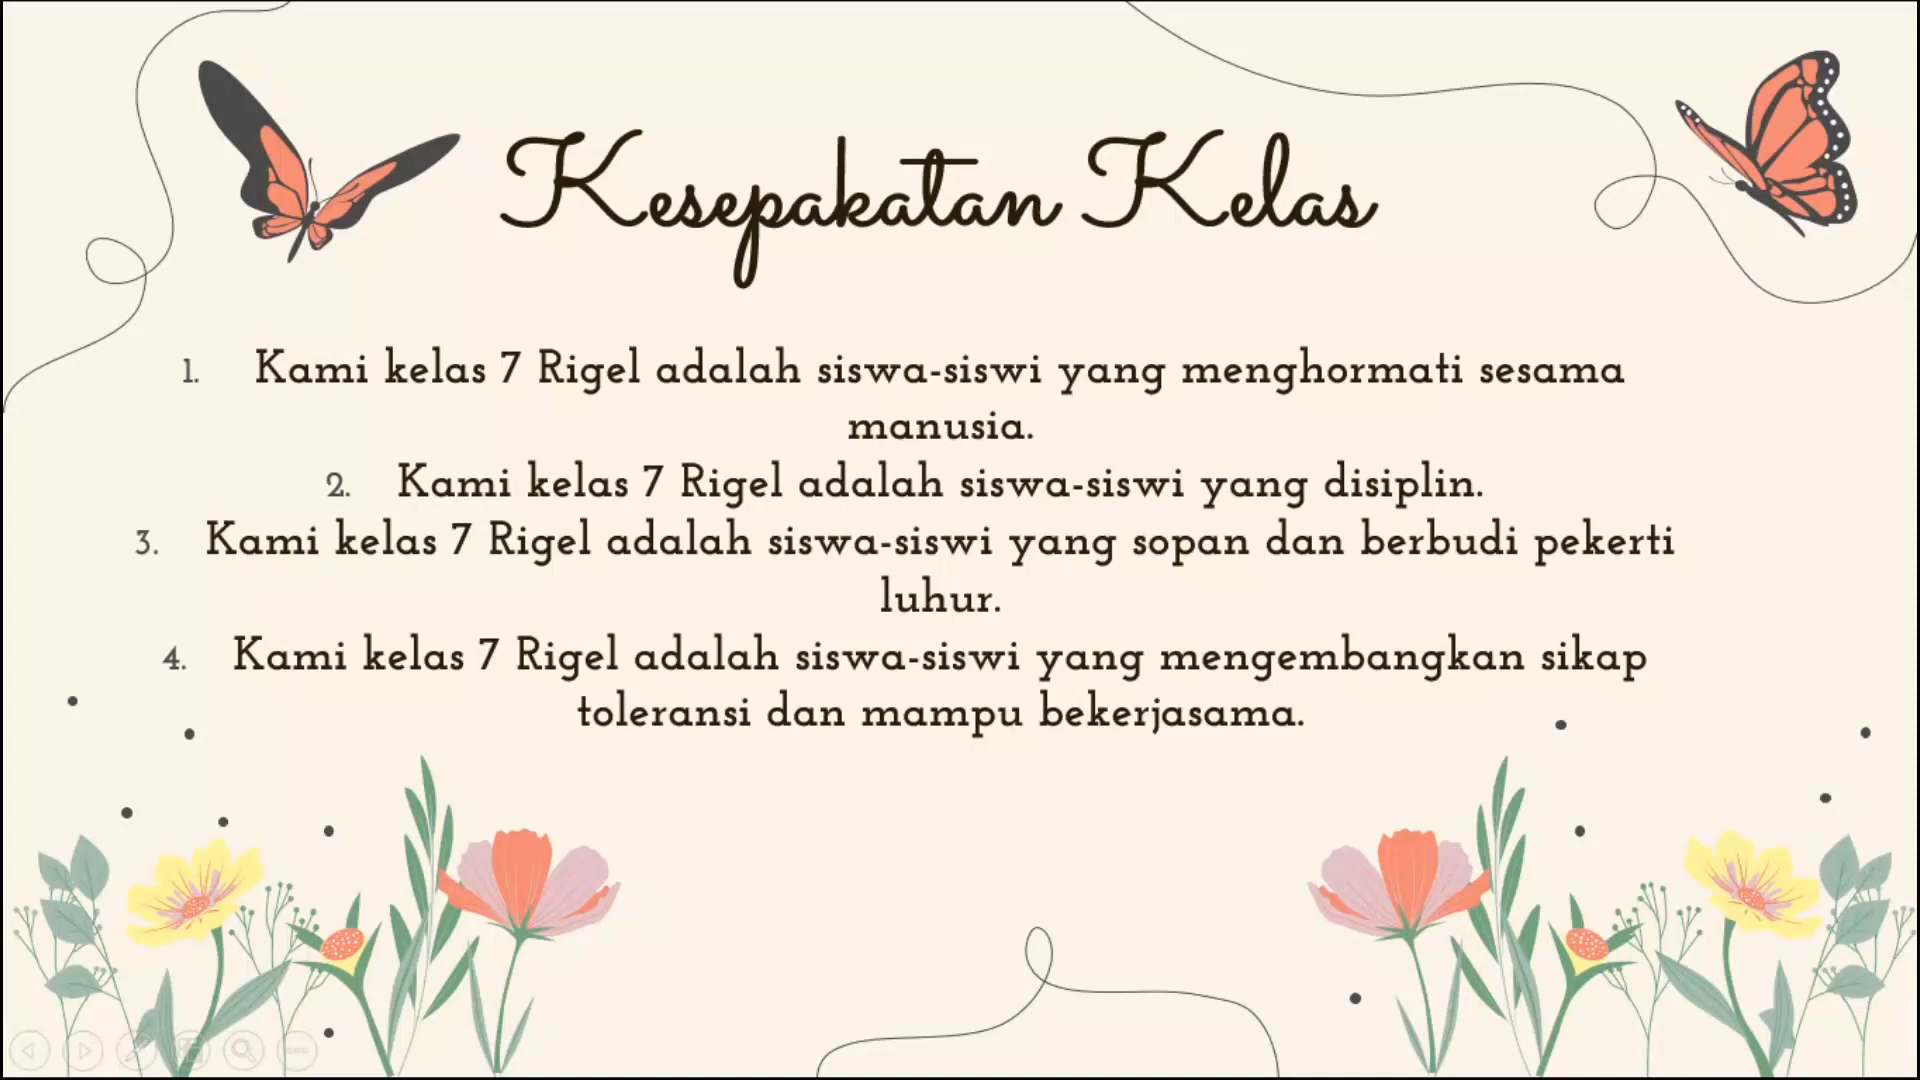 Kesepakatan Kelas
1. Kami kelas 7 Rigel adalah siswa-siswi yang menghormati sesama
manusia.
2. Kami kelas 7 Rigel adalah siswa-siswi yang disiplin.
3. Kami kelas 7 Rigel adalah siswa-siswi yang sopan dan berbudi pekerti
luhur.
4. Kami kelas 7 Rigel adalah siswa-siswi yang mengembangkan sikap
toleransi dan mampu bekerjasama.